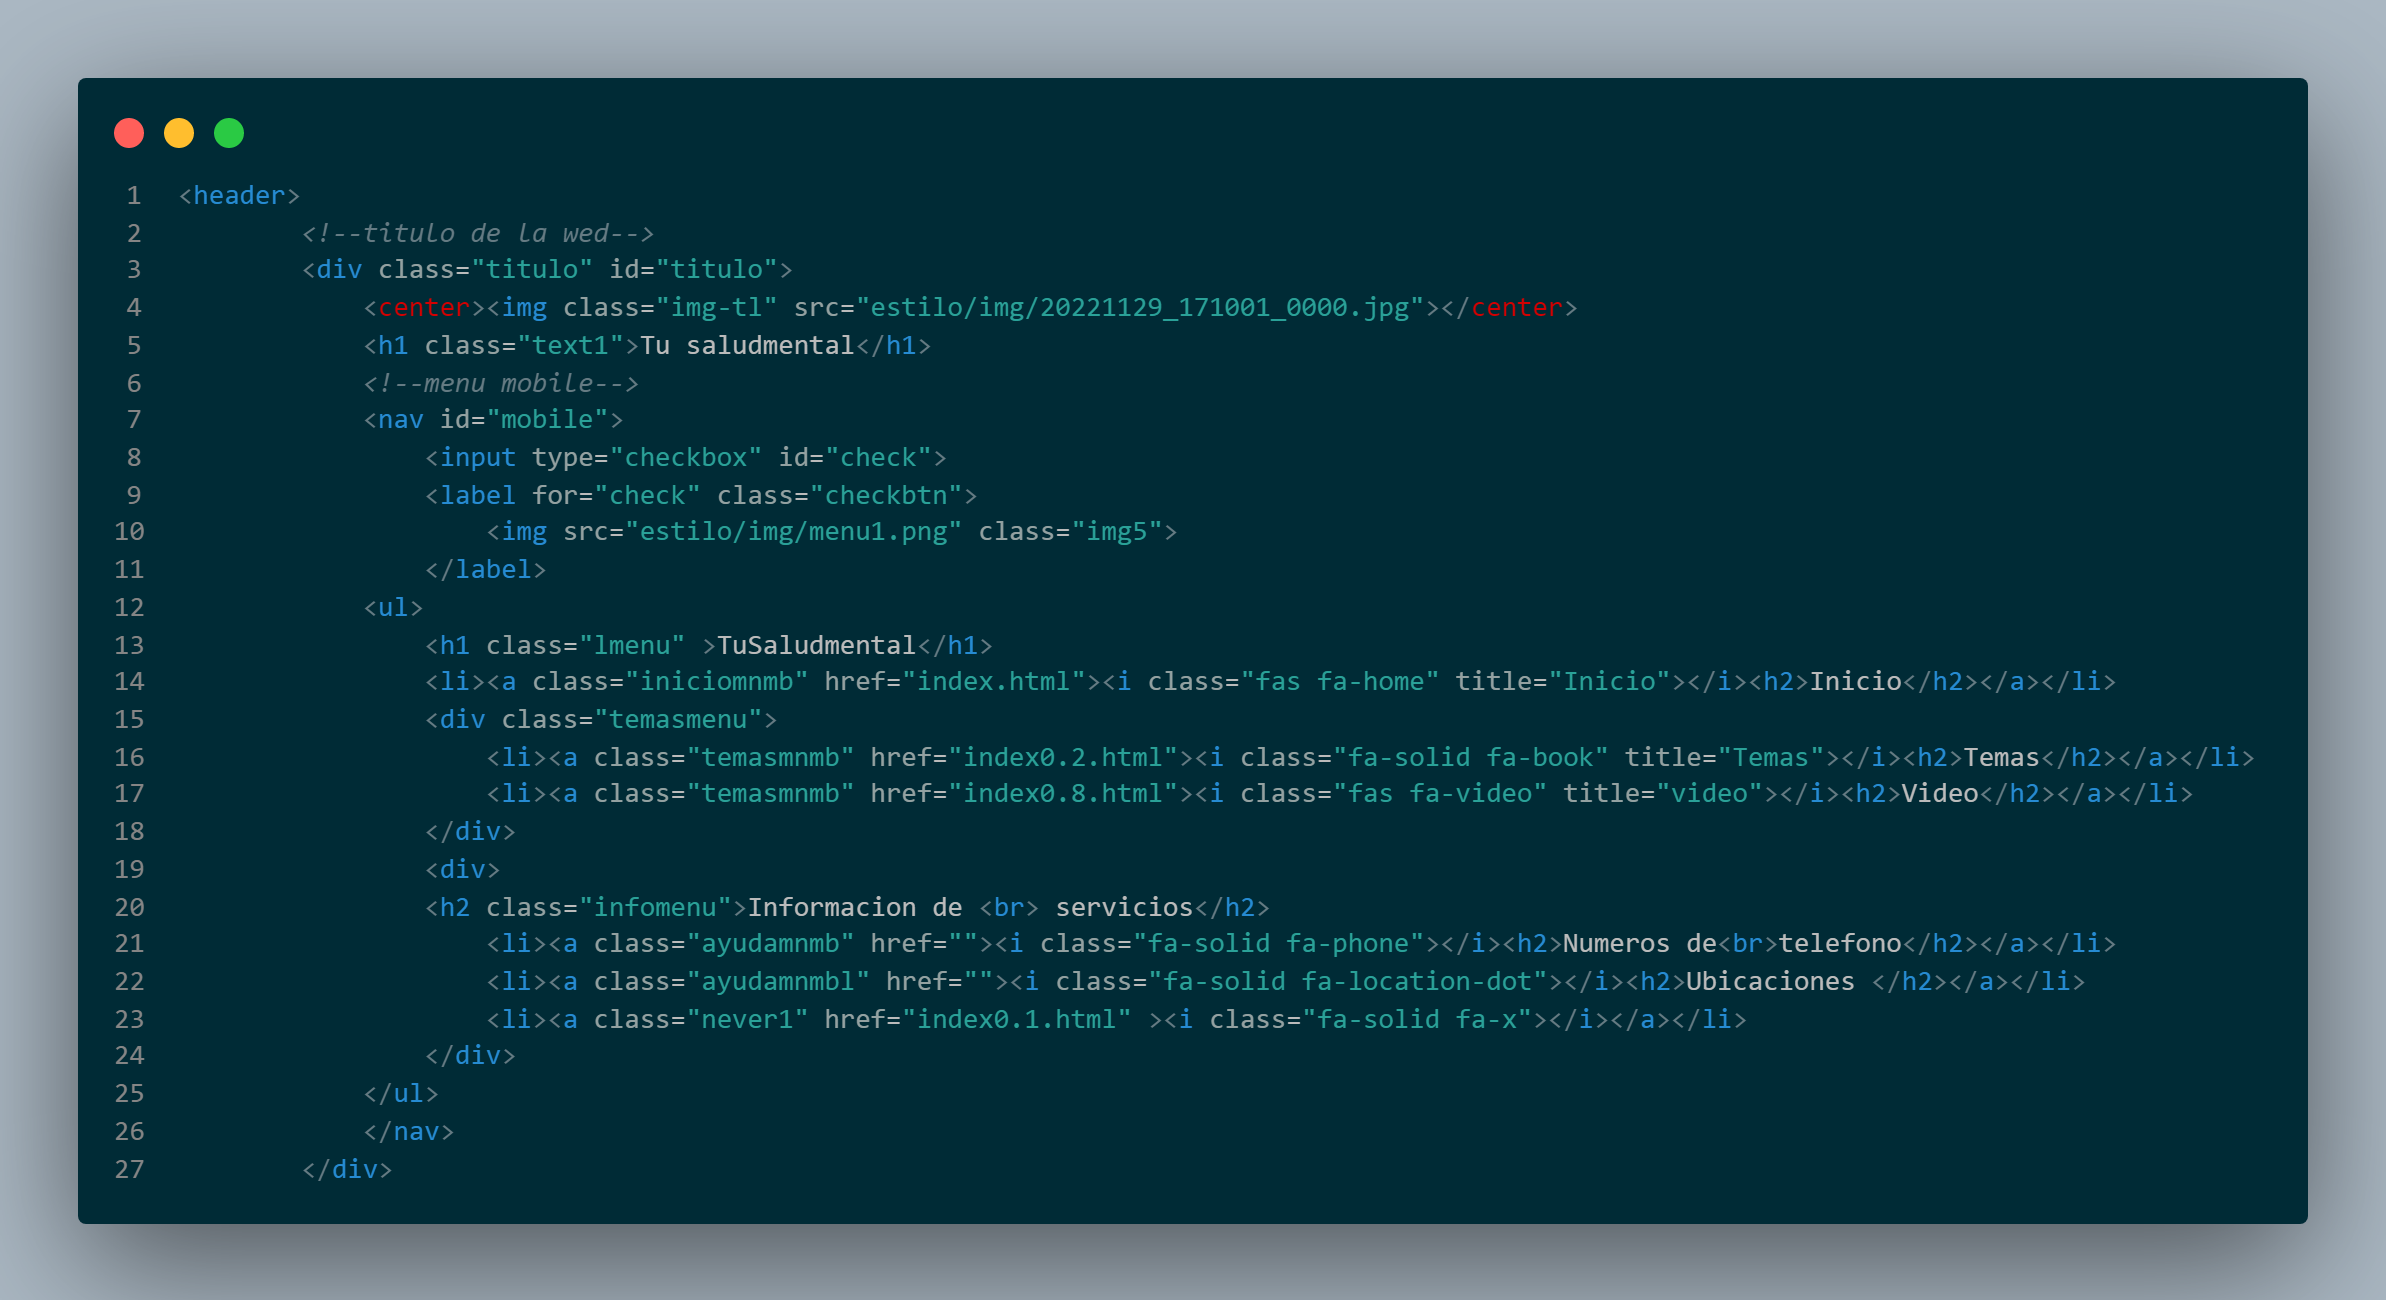 1 <header>
2 <!--titulo de la wed-->
3 <div class="titulo" id="titulo">
4 <center><img class="img-tl" src="estilo/img/20221129_171001_0000.jpg"></center>
5 <h1 class="text1">Tu saludmental</h1>
6 <!--menu mobile-->
7 <nav id="mobile">
8 <input type="checkbox" id="check">
9 <label for="check" class="checkbtn">
10 <img src="estilo/img/menu1.png" class="img5">
11 </label>
12 <ul>
13 <h1 class="lmenu" >TuSaludmental</h1>
14 <li><a class="iniciomnmb" href="index.html"><i class="fas fa-home" title="Inicio"></i><h2>Inicio</h2></a></li>
15 <div class="temasmenu">
16 <li><a class="temasmnmb" href="index0.2.html"><i class="fa-solid fa-book" title="Temas"></i><h2>Temas</h2></a></li>
17 <li><a class="temasmnmb" href="index0.8.html"><i class="fas fa-video" title="video"></i><h2>Video</h2></a></li>
18 </div>
19 <div>
20 <h2 class="infomenu">Informacion de <br> servicios</h2>
21 <li><a class="ayudamnmb" href=""><i class="fa-solid fa-phone"></i><h2>Numeros de<br>telefono</h2></a></li>
22 <li><a class="ayudamnmbl" href=""><i class="fa-solid fa-location-dot"></i><h2>Ubicaciones </h2></a></li>
23 <li><a class="never1" href="index0.1.html" ><i class="fa-solid fa-x"></i></a></li>
24 </div>
25 </ul>
26 </nav>
27 </div>